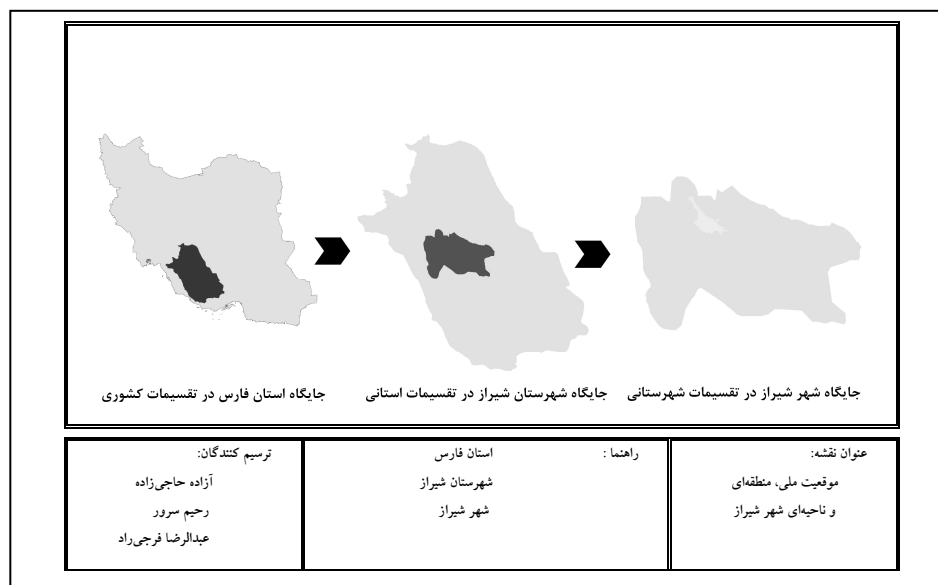 جایگاه شهر شیراز در تقسیمات شهرستانی
جایگاه شهرستان شیراز در تقسیمات استانی
جایگاه استان فارس در تقسیمات کشوری
عنوان نقشه:
موقعیت ملی، منطقه‌ای
و ناحیه‌ای شهر شیراز
راهنما :
استان فارس
شهرستان شیراز
شهر شیراز
ترسیم کنندگان:
آزاده حاجی‌زاده
رحیم سرور
عبدالرضا فرجی‌راد